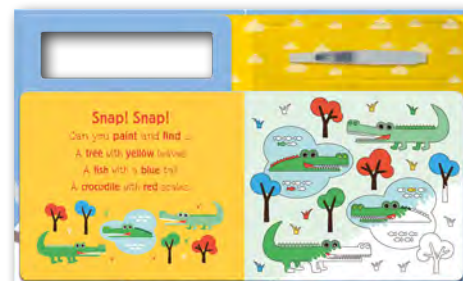 Snap! Snap!
Can you paint and find ...
A tree with yellow leaves.
A fish with a blue tail.
A crocodile with red scales.